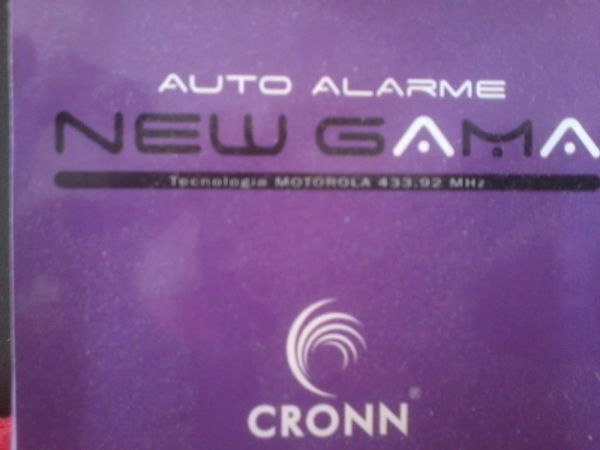 AUTO ALARME
NEW GAMA
Tecnologia MOTOROLA 433.92 MHz
CRONN®